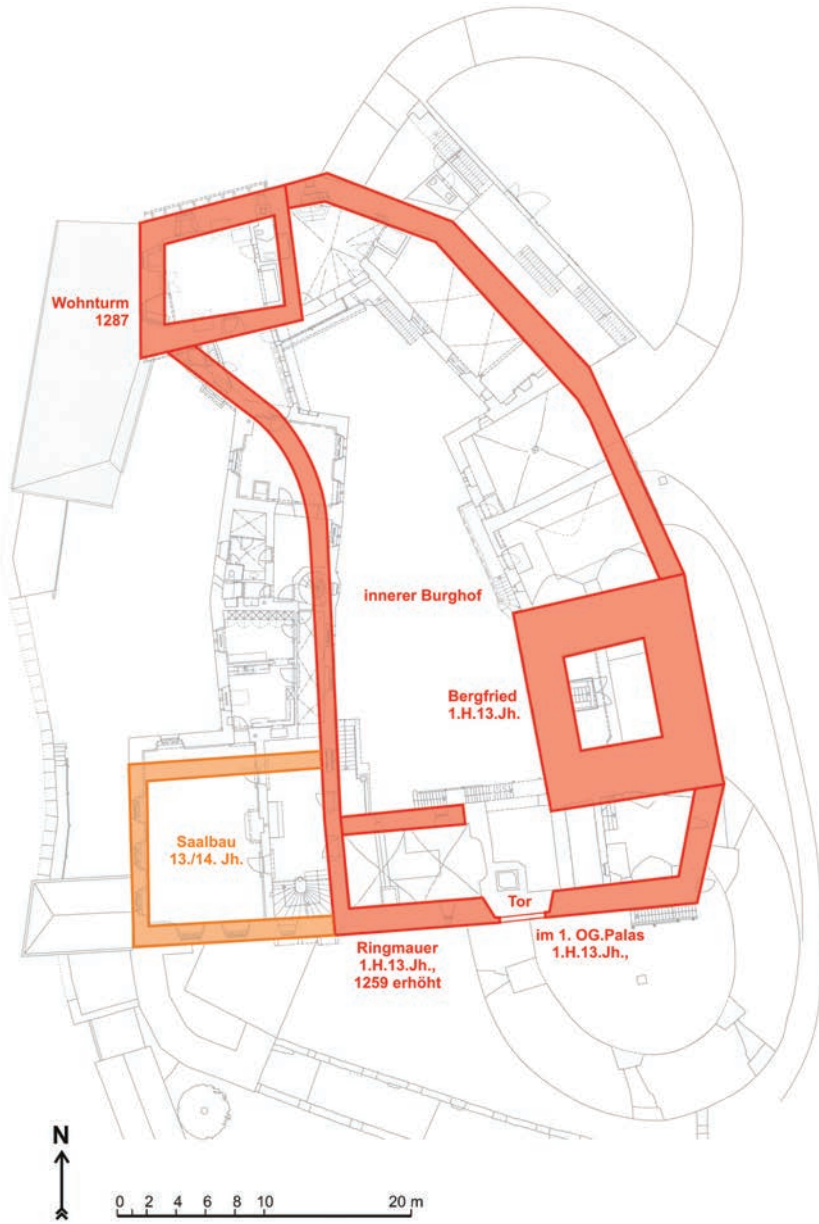 Wohnturm
1287
innerer Burghof
Bergfried
1.H.13.Jh.
Saalbau
13./14. Jh.
Tor
Ringmauer
1.H.13.Jh.,
1259 erhöht
im 1. OG.Palas
1.H.13.Jh.,
N
0 2 4 6 8 10 20 m